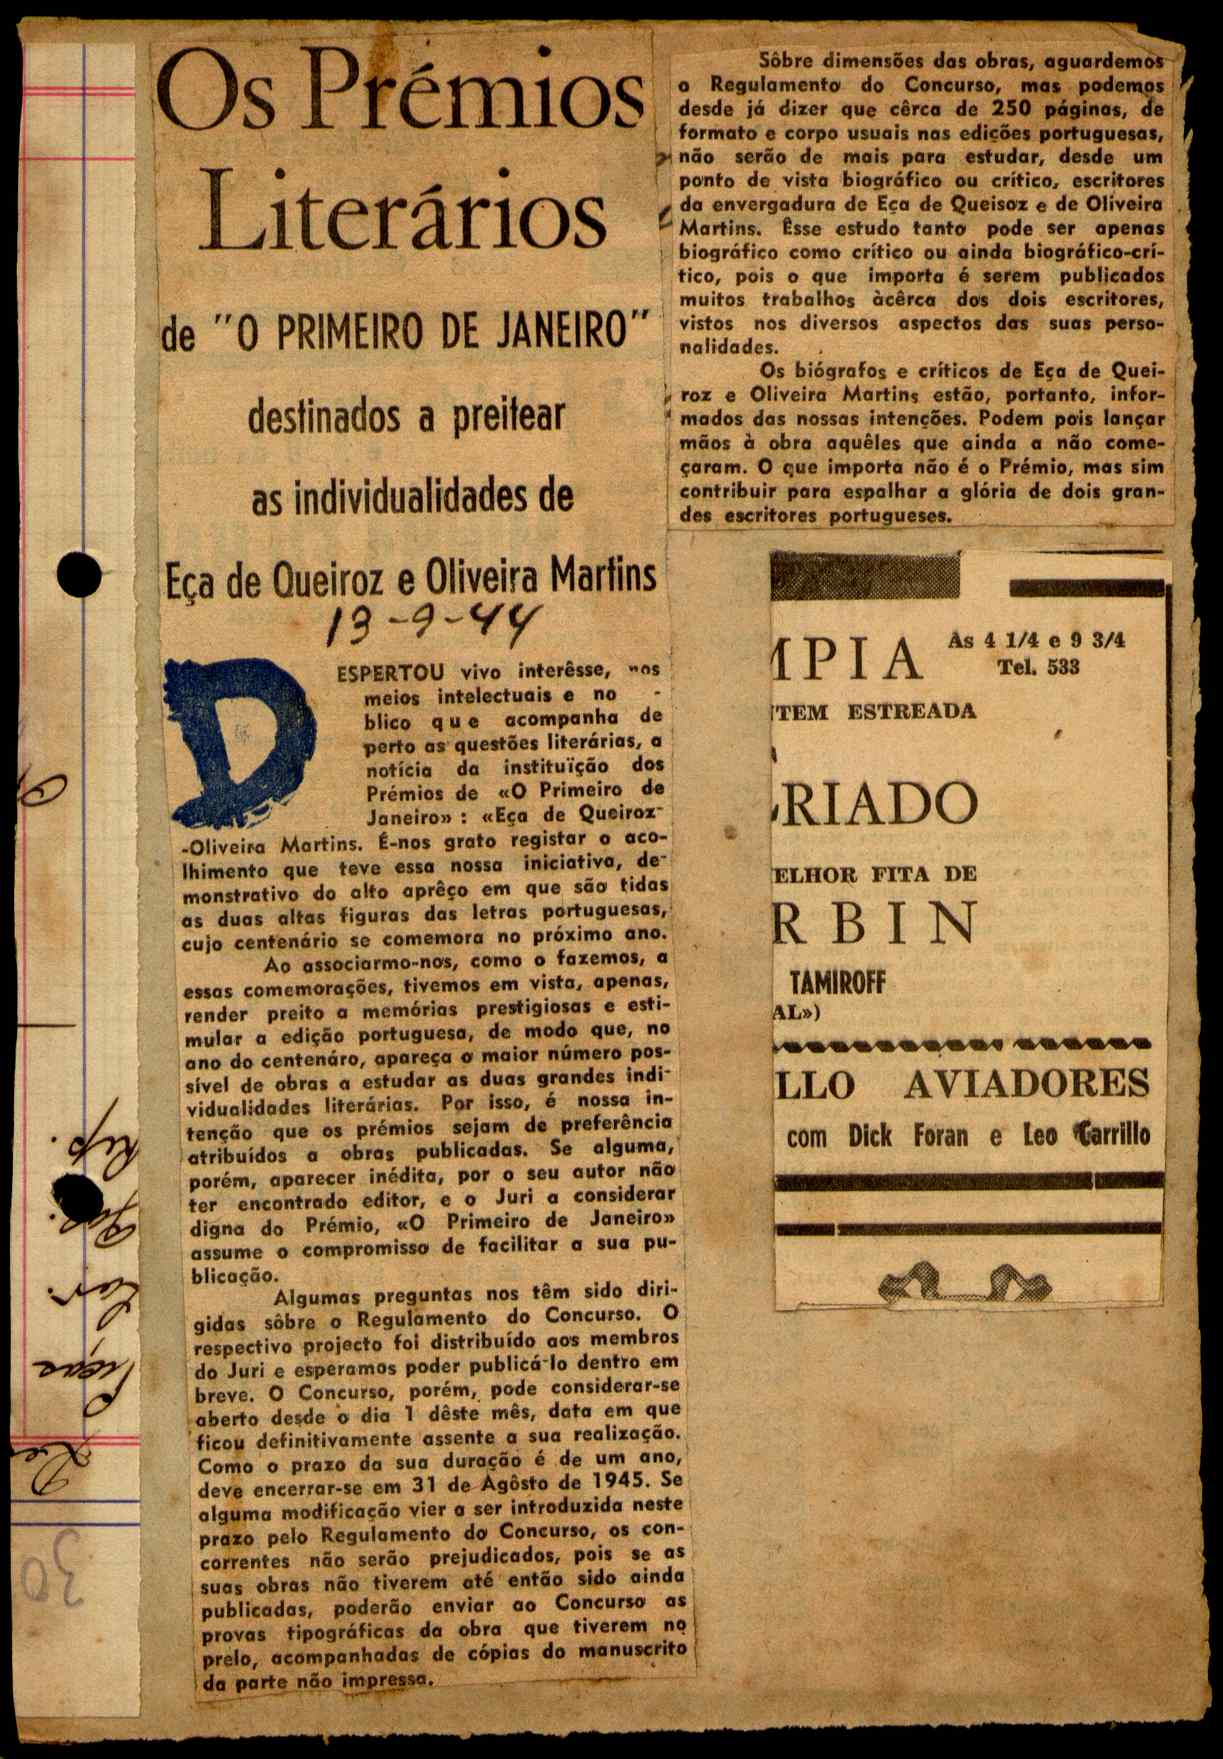 Os Prémios
Literários
de "O PRIMEIRO DE JANEIRO"
destinados a preitear
as individualidades de
Eça de Queiroz e Oliveira Martins
13-9-44
DESPERTOU vivo interêsse, nos
meios intelectuais e no
blico que acompanha de
perto as questões literárias, a
notícia da instituïção dos
Prémios de «O Primeiro de
Janeiro» : «Eça de Queiroz-
-Oliveira Martins. É-nos grato registar o aco-
lhimento que teve essa nossa iniciativa, de-
monstrativo do alto aprêço em que são tidas
as duas altas figuras das letras portuguesas,
cujo centenário se comemora no próximo ano.
Ao associarmo-nos, como o fazemos, a
essas comemorações, tivemos em vista, apenas,
render preito a memórias prestigiosas e esti-
mular a edição portuguesa, de modo que, no
ano do centenáro, apareça o maior número pos-
sível de obras a estudar as duas grandes indi-
vidualidades literárias. Por isso, é nossa in-
tenção que os prémios sejam de preferência
atribuídos a obras publicadas. Se alguma,
porém, aparecer inédita, por o seu autor não
ter encontrado editor, e o Juri a considerar
digna do Prémio, «O Primeiro de Janeiro»
assume o compromisso de facilitar a sua pu-
blicação.
Algumas preguntas nos têm sido diri-
gidas sôbre o Regulamento do Concurso. O
respectivo projecto foi distribuído aos membros
do Juri e esperamos poder publicá-lo dentro em
breve. O Concurso, porém, pode considerar-se
aberto desde o dia 1 dêste mês, data em que
ficou definitivamente assente a sua realização.
Como o prazo da sua duração é de um ano,
deve encerrar-se em 31 de Agôsto de 1945. Se
alguma modificação vier a ser introduzida neste
prazo pelo Regulamento do Concurso, os con-
correntes não serão prejudicados, pois se as
suas obras não tiverem até então sido ainda
publicadas, poderão enviar ao Concurso as
provas tipográficas da obra que tiverem no
prelo, acompanhadas de cópias do manuscrito
da parte não impressa.
Sôbre dimensões das obras, aguardemos
o Regulamento do Concurso, mas podemos
desde já dizer que cêrca de 250 páginas, de
formato e corpo usuais nas edições portuguesas,
não serão de mais para estudar, desde um
ponto de vista biográfico ou crítico, escritores
da envergadura de Eça de Queisoz e de Oliveira
Martins. Êsse estudo tanto pode ser apenas
biográfico como crítico ou ainda biográfico-crí-
tico, pois o que importa é serem publicados
muitos trabalhos àcêrca dos dois escritores,
vistos nos diversos aspectos das suas perso-
nalidades.
Os biógrafos e críticos de Eça de Quei-
roz e Oliveira Martins estão, portanto, infor-
mados das nossas intenções. Podem pois lançar
mãos à obra aquêles que ainda a não come-
çaram. O que importa não é o Prémio, mas sim
contribuir para espalhar a glória de dois gran-
des escritores portugueses.
MPIA
As 4 1/4 e 9 3/4
Tel. 533
TEM ESTREADA
RIADO
ELHOR FITA DE
RBIN
TAMIROFF
AL»)
LLO AVIADORES
com Dick Foran e Leo Carrillo
30